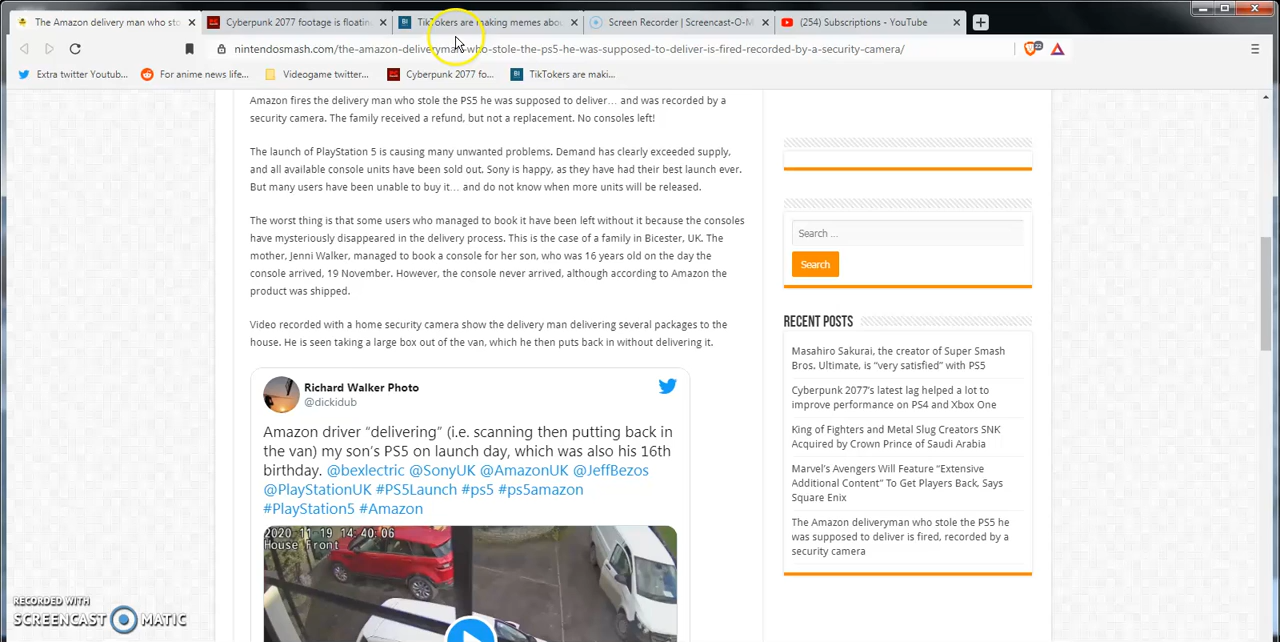 The Amazon delivery man who sto
Cyberpunk 2077 footage is floatin
TikTokers are making memes abou
Screen Recorder | Screencast-O-M
(254) Subscriptions - YouTube
nintendosmash.com/the-amazon-deliveryman-who-stole-the-ps5-he-was-supposed-to-deliver-is-fired-recorded-by-a-security-camera/
22
Extra twitter Youtub...
For anime news life...
Videogame twitter...
Cyberpunk 2077 fo...
TikTokers are maki...
Amazon fires the delivery man who stole the PS5 he was supposed to deliver… and was recorded by a
security camera. The family received a refund, but not a replacement. No consoles left!
The launch of PlayStation 5 is causing many unwanted problems. Demand has clearly exceeded supply,
and all available console units have been sold out. Sony is happy, as they have had their best launch ever.
But many users have been unable to buy it… and do not know when more units will be released.
The worst thing is that some users who managed to book it have been left without it because the consoles
have mysteriously disappeared in the delivery process. This is the case of a family in Bicester, UK. The
mother, Jenni Walker, managed to book a console for her son, who was 16 years old on the day the
console arrived, 19 November. However, the console never arrived, although according to Amazon the
product was shipped.
Video recorded with a home security camera show the delivery man delivering several packages to the
house. He is seen taking a large box out of the van, which he then puts back in without delivering it.
Richard Walker Photo
@dickidub
Amazon driver “delivering” (i.e. scanning then putting back in
the van) my son’s PS5 on launch day, which was also his 16th
birthday. @bexlectric @SonyUK @AmazonUK @JeffBezos
@PlayStationUK #PS5Launch #ps5 #ps5amazon
#PlayStation5 #Amazon
2020-11-19 14:40:06
House Front
Search ...
Search
RECENT POSTS
Masahiro Sakurai, the creator of Super Smash
Bros. Ultimate, is “very satisfied” with PS5
Cyberpunk 2077’s latest lag helped a lot to
improve performance on PS4 and Xbox One
King of Fighters and Metal Slug Creators SNK
Acquired by Crown Prince of Saudi Arabia
Marvel’s Avengers Will Feature “Extensive
Additional Content” To Get Players Back, Says
Square Enix
The Amazon deliveryman who stole the PS5 he
was supposed to deliver is fired, recorded by a
security camera
RECORDED WITH
SCREENCAST MATIC